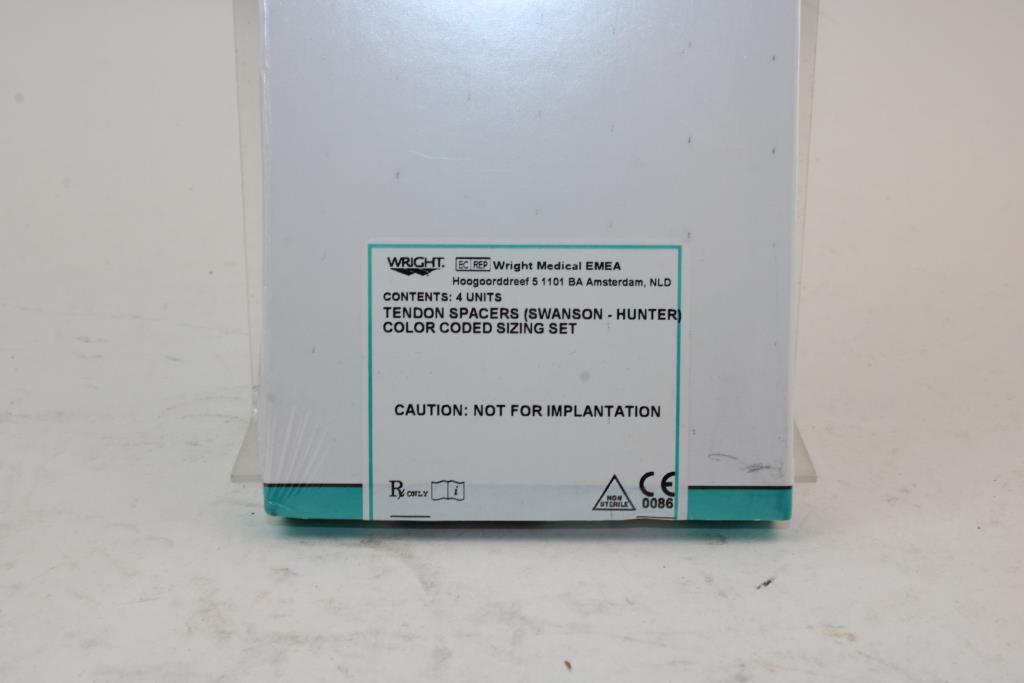 WRIGHT. EC REP Wright Medical EMEA
Hoogoorddreef 5 1101 BA Amsterdam, NLD
CONTENTS: 4 UNITS
TENDON SPACERS (SWANSON - HUNTER)
COLOR CODED SIZING SET
CAUTION: NOT FOR IMPLANTATION
Rx ONLY i
NON
STERILE
CE
0086